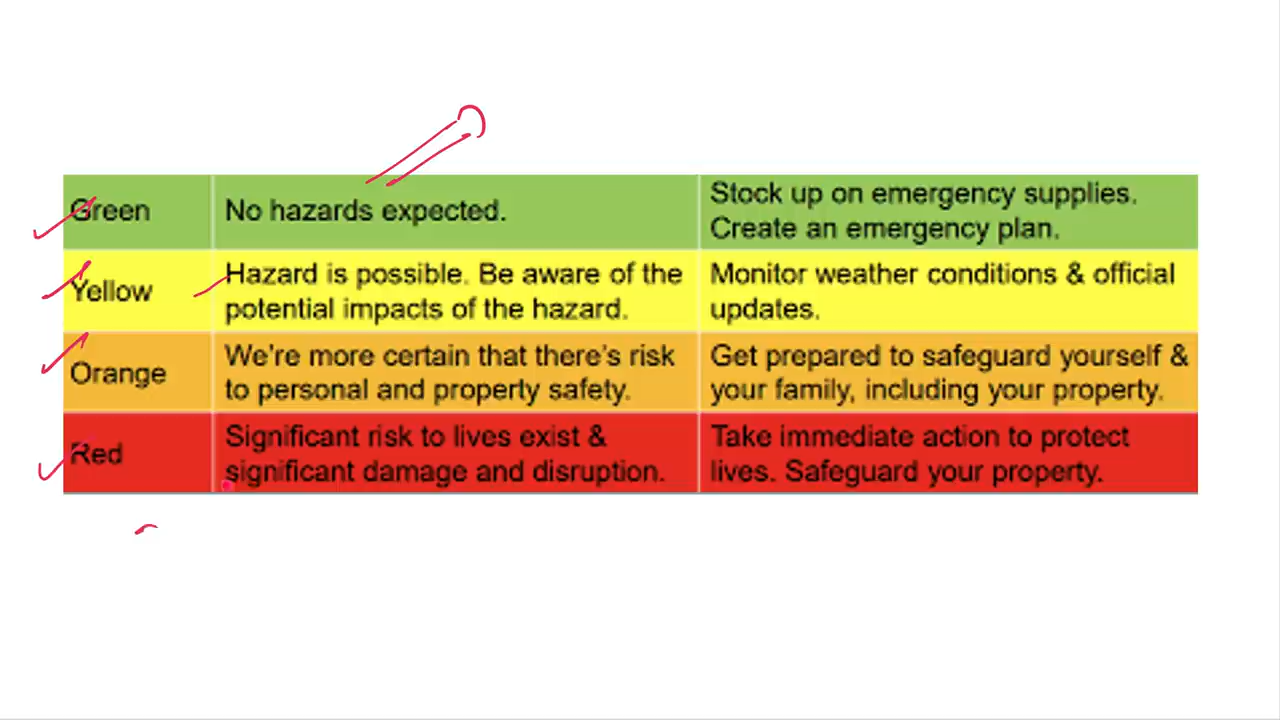 Green
No hazards expected.
Stock up on emergency supplies.
Create an emergency plan.
Yellow
Hazard is possible. Be aware of the
potential impacts of the hazard.
Monitor weather conditions & official
updates.
Orange
We're more certain that there's risk
to personal and property safety.
Get prepared to safeguard yourself &
your family, including your property.
Red
Significant risk to lives exist &
significant damage and disruption.
Take immediate action to protect
lives. Safeguard your property.